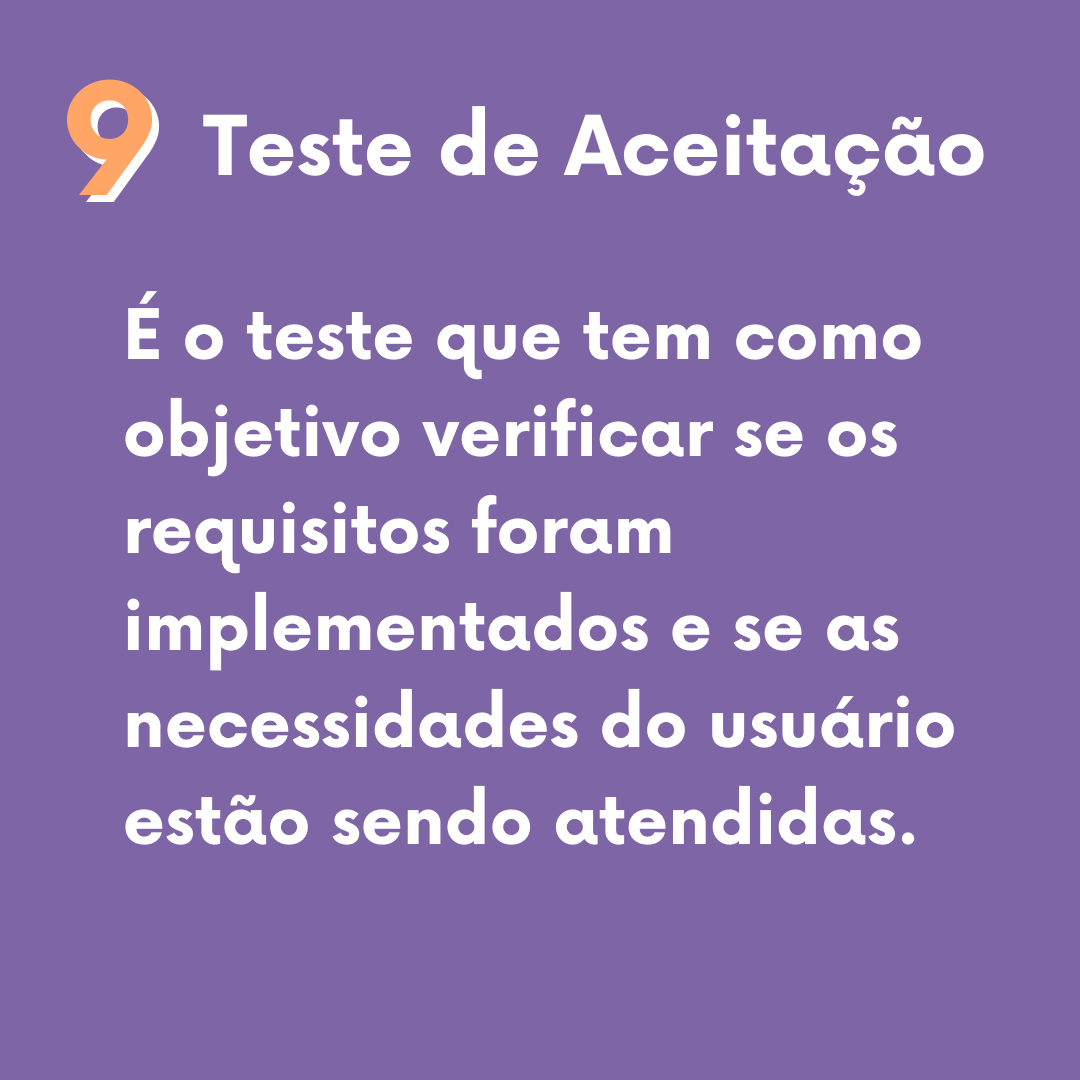 9 Teste de Aceitação
É o teste que tem como
objetivo verificar se os
requisitos foram
implementados e se as
necessidades do usuário
estão sendo atendidas.